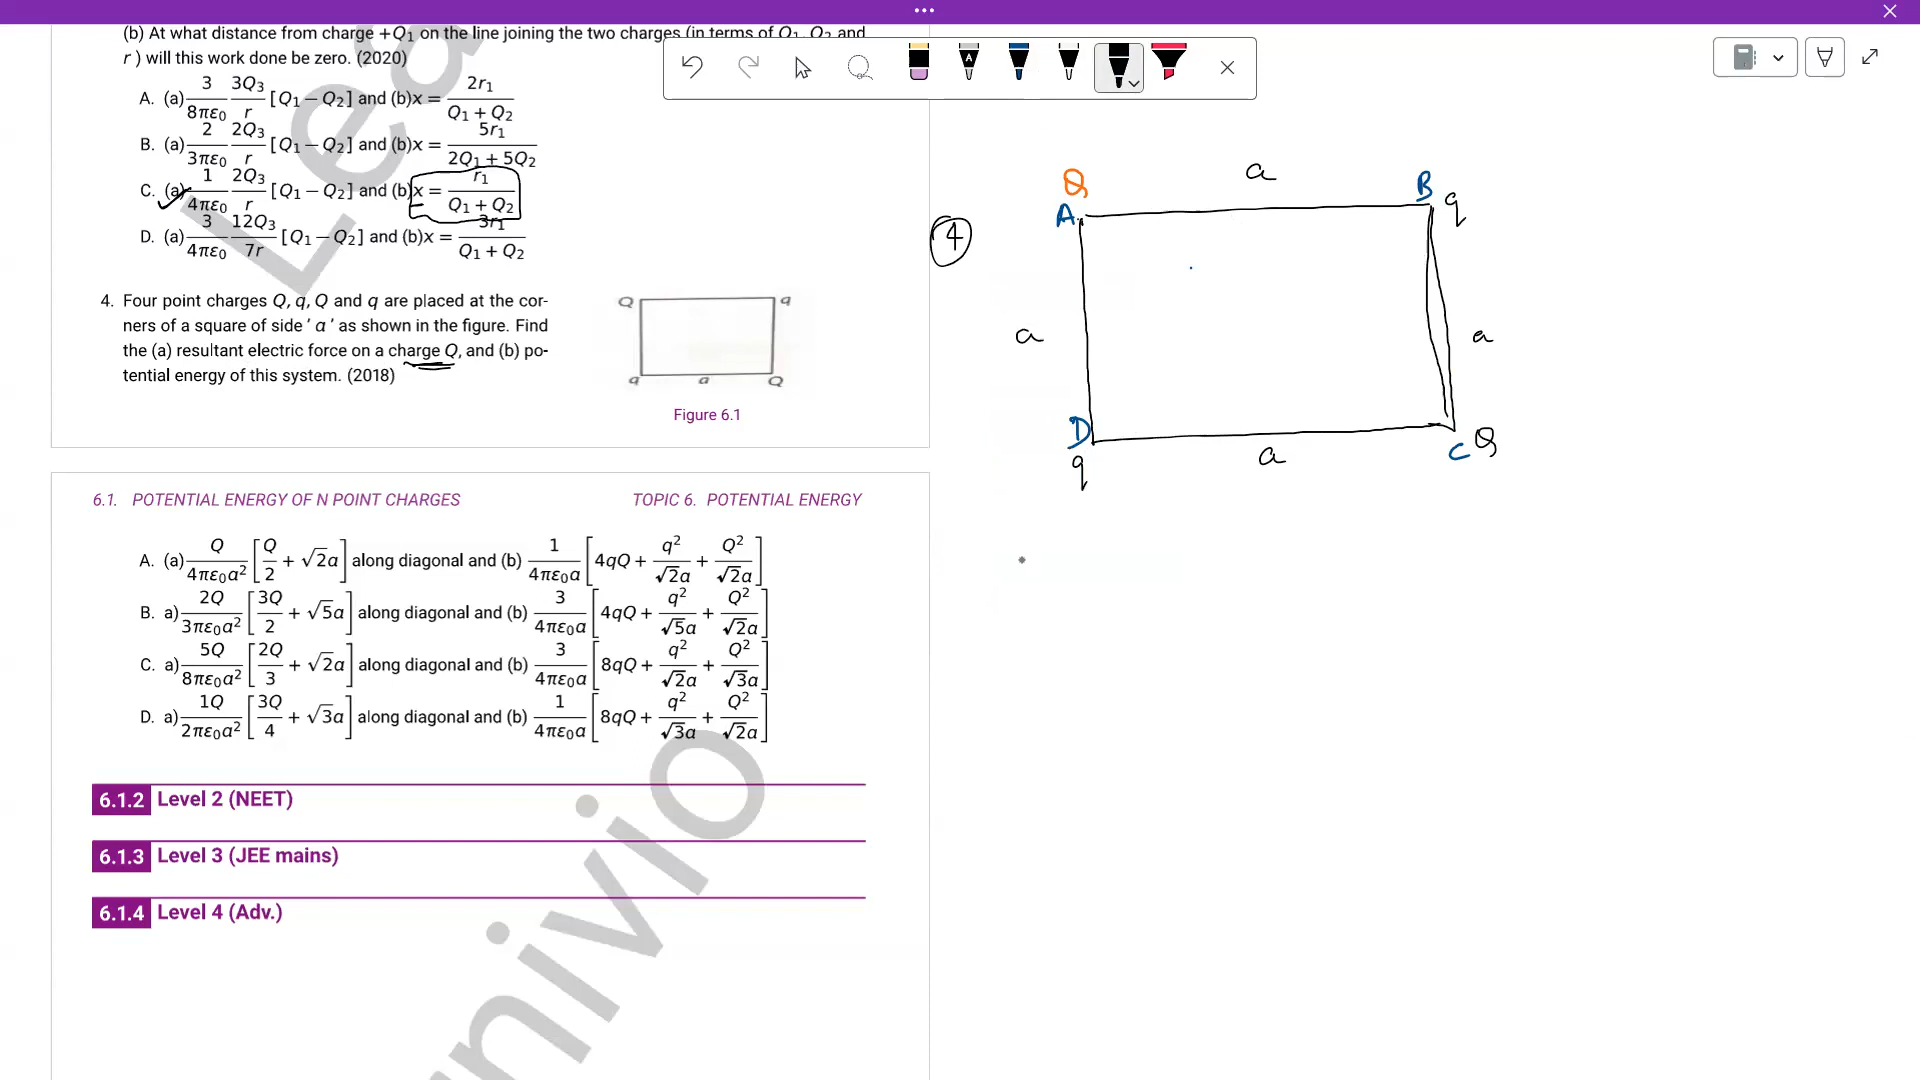 (b) At what distance from charge +Q₁ on the line joining the two charges (in terms of Q₁, Q₂ and
r ) will this work done be zero. (2020)
A. (a) 3/8πε₀ 3Q₃/r [Q₁ − Q₂] and (b)x = 2r₁/(Q₁ + Q₂)
B. (a) 2/3πε₀ 2Q₃/r [Q₁ − Q₂] and (b)x = 5r₁/(2Q₁ + 5Q₂)
C. (a) 1/4πε₀ 2Q₃/r [Q₁ − Q₂] and (b)x = r₁/(Q₁ + Q₂)
D. (a) 3/4πε₀ 12Q₃/7r [Q₁ − Q₂] and (b)x = 3r₁/(Q₁ + Q₂)
4. Four point charges Q, q, Q and q are placed at the cor-
ners of a square of side ' a ' as shown in the figure. Find
the (a) resultant electric force on a charge Q, and (b) po-
tential energy of this system. (2018)
Q q
q a Q
Figure 6.1
6.1. POTENTIAL ENERGY OF N POINT CHARGES TOPIC 6. POTENTIAL ENERGY
A. (a) Q/4πε₀a² [Q/2 + √2a] along diagonal and (b) 1/4πε₀a [4qQ + q²/√2a + Q²/√2a]
B. a) 2Q/3πε₀a² [3Q/2 + √5a] along diagonal and (b) 3/4πε₀a [4qQ + q²/√5a + Q²/√2a]
C. a) 5Q/8πε₀a² [2Q/3 + √2a] along diagonal and (b) 3/4πε₀a [8qQ + q²/√2a + Q²/√3a]
D. a) 1Q/2πε₀a² [3Q/4 + √3a] along diagonal and (b) 1/4πε₀a [8qQ + q²/√3a + Q²/√2a]
6.1.2 Level 2 (NEET)
6.1.3 Level 3 (JEE mains)
6.1.4 Level 4 (Adv.)
4
Q a B q
A
a a
D a C Q
q